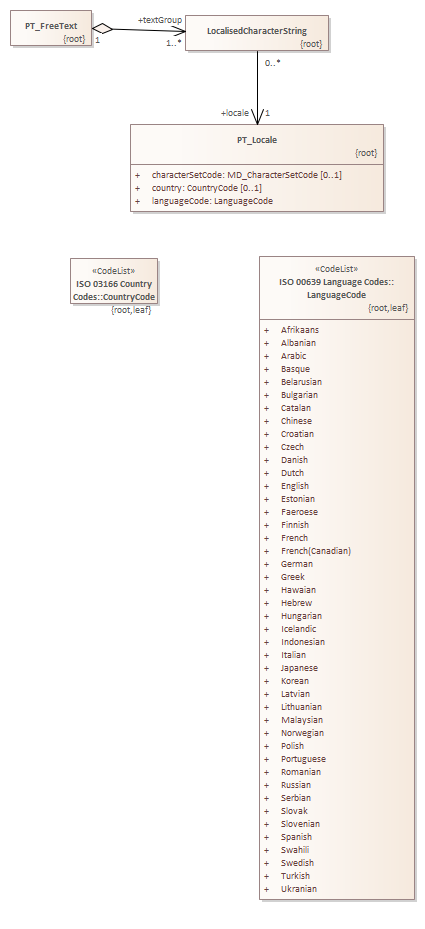 PT_FreeText
{root}
1
+textGroup
1..*
LocalisedCharacterString
{root}
0..*
+locale
1
PT_Locale
{root}
+ characterSetCode: MD_CharacterSetCode [0..1]
+ country: CountryCode [0..1]
+ languageCode: LanguageCode
«CodeList»
ISO 03166 Country
Codes::CountryCode
{root,leaf}
«CodeList»
ISO 00639 Language Codes::
LanguageCode
{root,leaf}
+ Afrikaans
+ Albanian
+ Arabic
+ Basque
+ Belarusian
+ Bulgarian
+ Catalan
+ Chinese
+ Croatian
+ Czech
+ Danish
+ Dutch
+ English
+ Estonian
+ Faeroese
+ Finnish
+ French
+ French(Canadian)
+ German
+ Greek
+ Hawaian
+ Hebrew
+ Hungarian
+ Icelandic
+ Indonesian
+ Italian
+ Japanese
+ Korean
+ Latvian
+ Lithuanian
+ Malaysian
+ Norwegian
+ Polish
+ Portuguese
+ Romanian
+ Russian
+ Serbian
+ Slovak
+ Slovenian
+ Spanish
+ Swahili
+ Swedish
+ Turkish
+ Ukranian